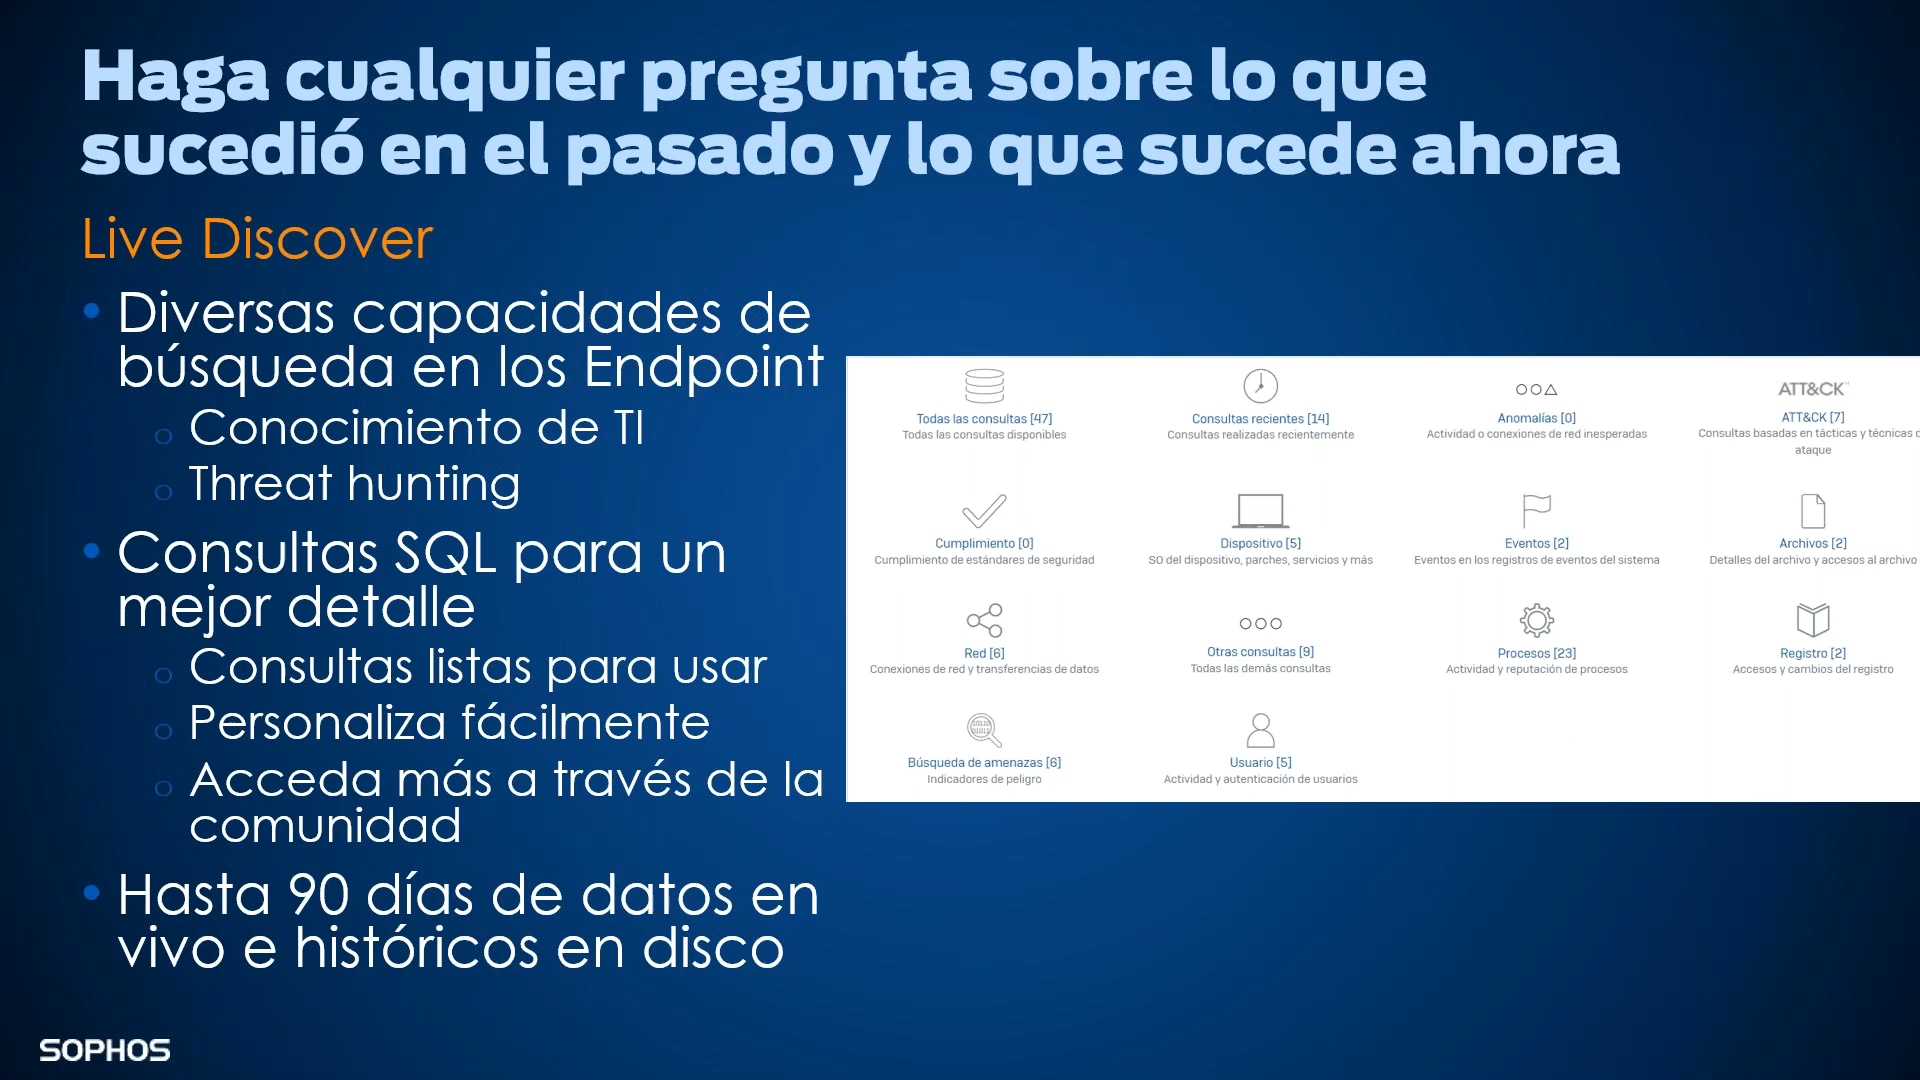 Haga cualquier pregunta sobre lo que
sucedió en el pasado y lo que sucede ahora
Live Discover
• Diversas capacidades de
búsqueda en los Endpoint
o Conocimiento de TI
o Threat hunting
• Consultas SQL para un
mejor detalle
o Consultas listas para usar
o Personaliza fácilmente
o Acceda más a través de la
comunidad
• Hasta 90 días de datos en
vivo e históricos en disco
Todas las consultas [47]
Todas las consultas disponibles
Consultas recientes [14]
Consultas realizadas recientemente
Anomalías [0]
Actividad o conexiones de red inesperadas
ATT&CK™
ATT&CK [7]
Consultas basadas en tácticas y técnicas
ataque
Cumplimiento [0]
Cumplimiento de estándares de seguridad
Dispositivo [5]
SO del dispositivo, parches, servicios y más
Eventos [2]
Eventos en los registros de eventos del sistema
Archivos [2]
Detalles del archivo y accesos al archivo
Red [6]
Conexiones de red y transferencias de datos
Otras consultas [9]
Todas las demás consultas
Procesos [23]
Actividad y reputación de procesos
Registro [2]
Accesos y cambios del registro
10110
01011
Búsqueda de amenazas [6]
Indicadores de peligro
Usuario [5]
Actividad y autenticación de usuarios
SOPHOS